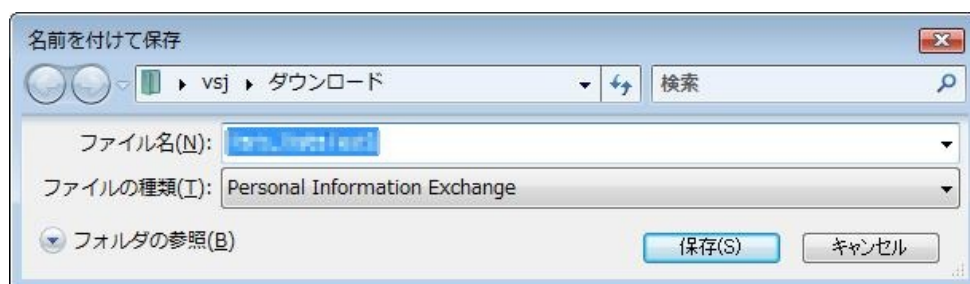 名前を付けて保存
vsj ダウンロード 検索
ファイル名(N):
ファイルの種類(T): Personal Information Exchange
フォルダの参照(B) 保存(S) キャンセル